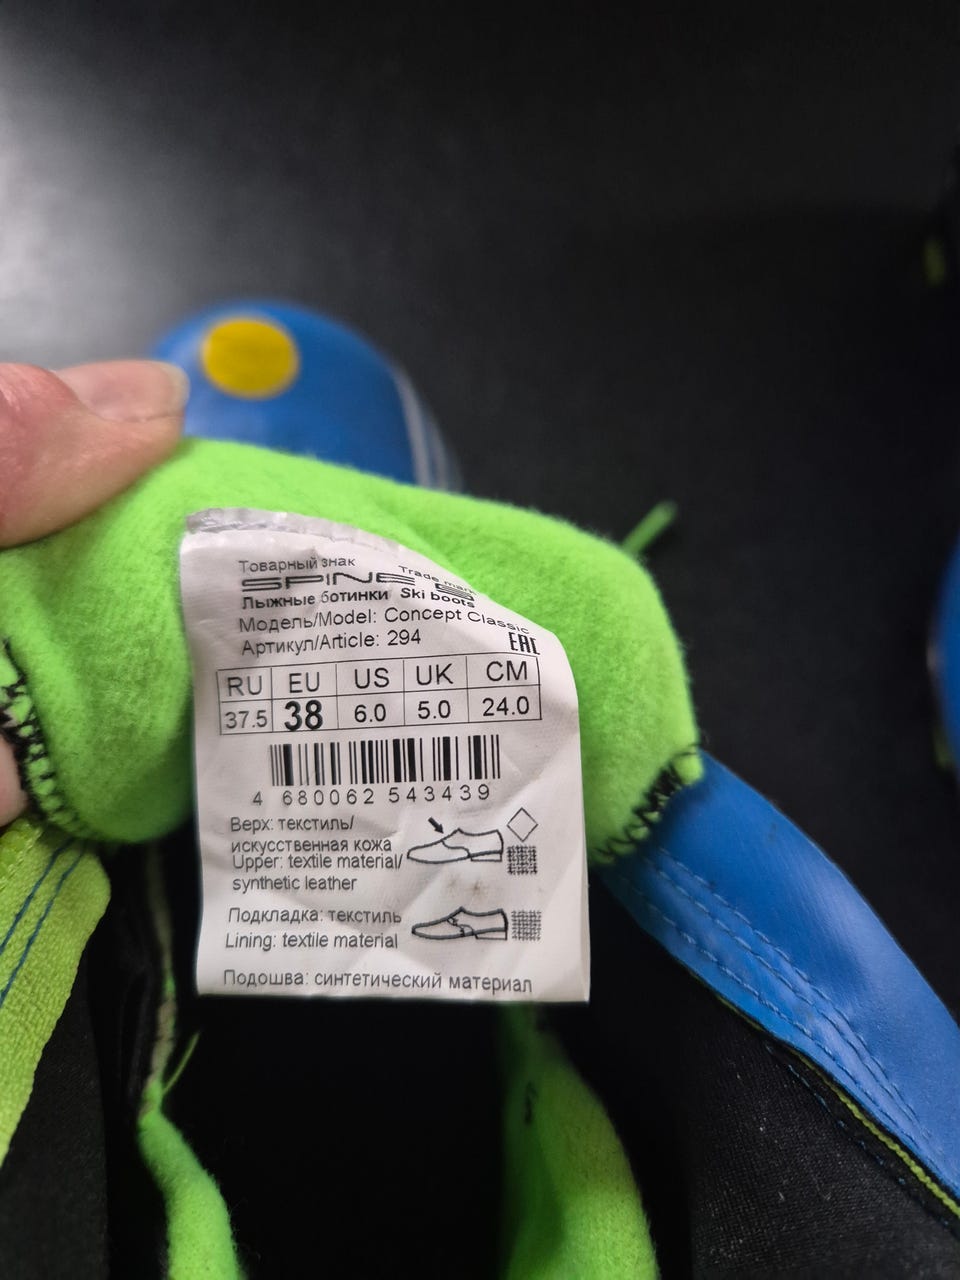 Товарный знак Trade mark
SPINE
Лыжные ботинки Ski boots
Модель/Model: Concept Classic
Артикул/Article: 294 EAC
RU EU US UK CM
37.5 38 6.0 5.0 24.0
4 680062 543439
Верх: текстиль/
искусственная кожа
Upper: textile material/
synthetic leather
Подкладка: текстиль
Lining: textile material
Подошва: синтетический материал